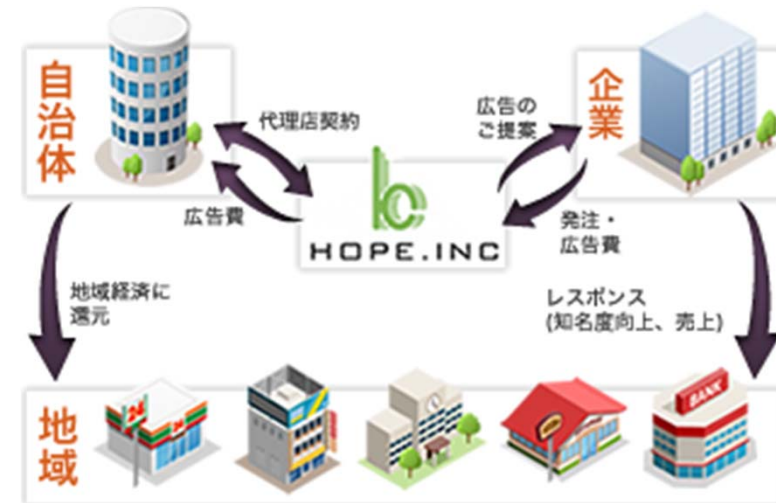 自治体
企業
代理店契約
広告の
ご提案
広告費
HOPE.INC
発注・
広告費
地域経済に
還元
レスポンス
(知名度向上、売上)
地域
24
24
BANK